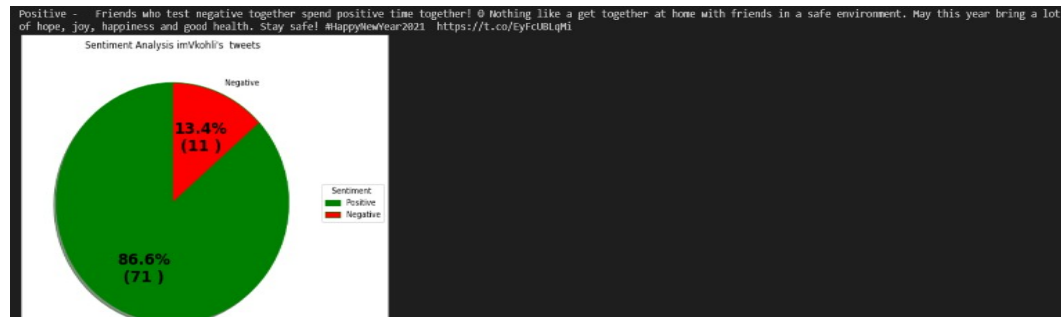 Positive -   Friends who test negative together spend positive time together! 0 Nothing like a get together at home with friends in a safe environment. May this year bring a lot
of hope, joy, happiness and good health. Stay safe! #HappyNewYear2021  https://t.co/EyFcUBLqMi
Sentiment Analysis imVkohli's  tweets
Negative
13.4%
(11 )
Sentiment
Positive
Negative
86.6%
(71 )